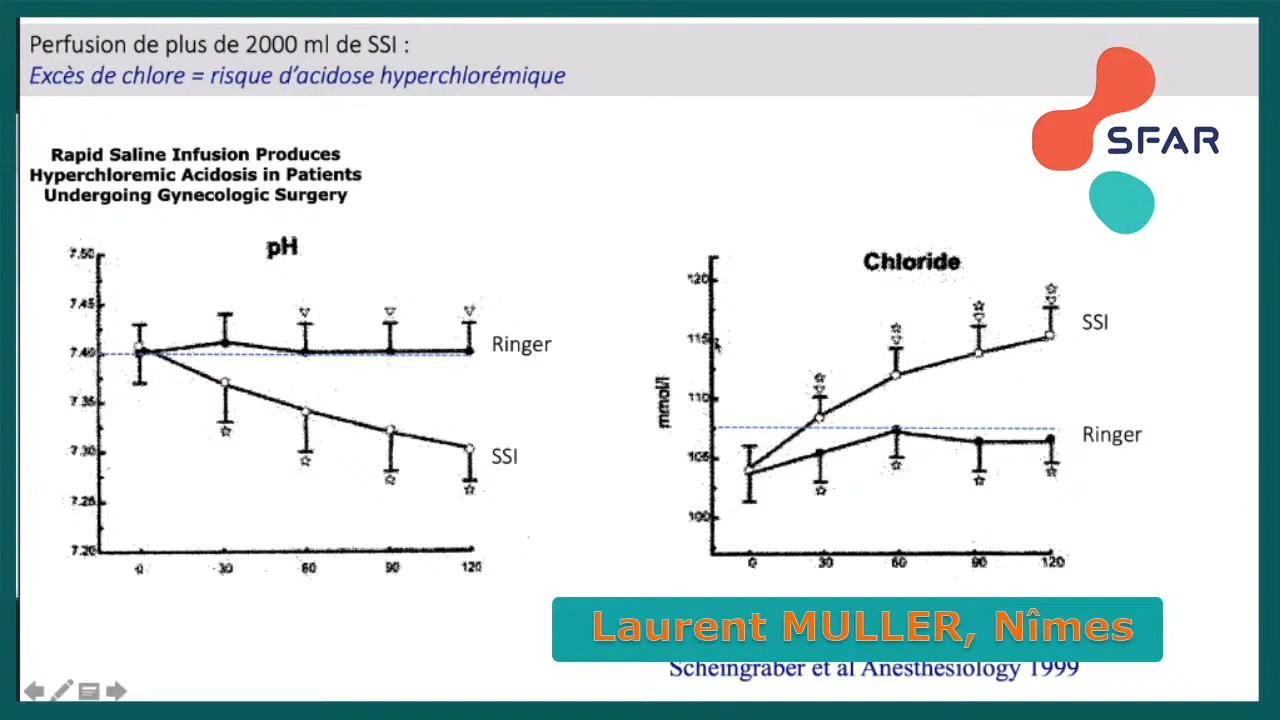 Perfusion de plus de 2000 ml de SSI :
Excès de chlore = risque d'acidose hyperchlorémique
SFAR
Rapid Saline Infusion Produces
Hyperchloremic Acidosis in Patients
Undergoing Gynecologic Surgery
pH
7.50
7.45
7.40
7.35
7.30
7.25
7.20
0 30 60 90 120
Ringer
SSI
Chloride
mmol/l
120
115
110
105
100
0 30 60 90 120
SSI
Ringer
Laurent MULLER, Nîmes
Scheingraber et al Anesthesiology 1999